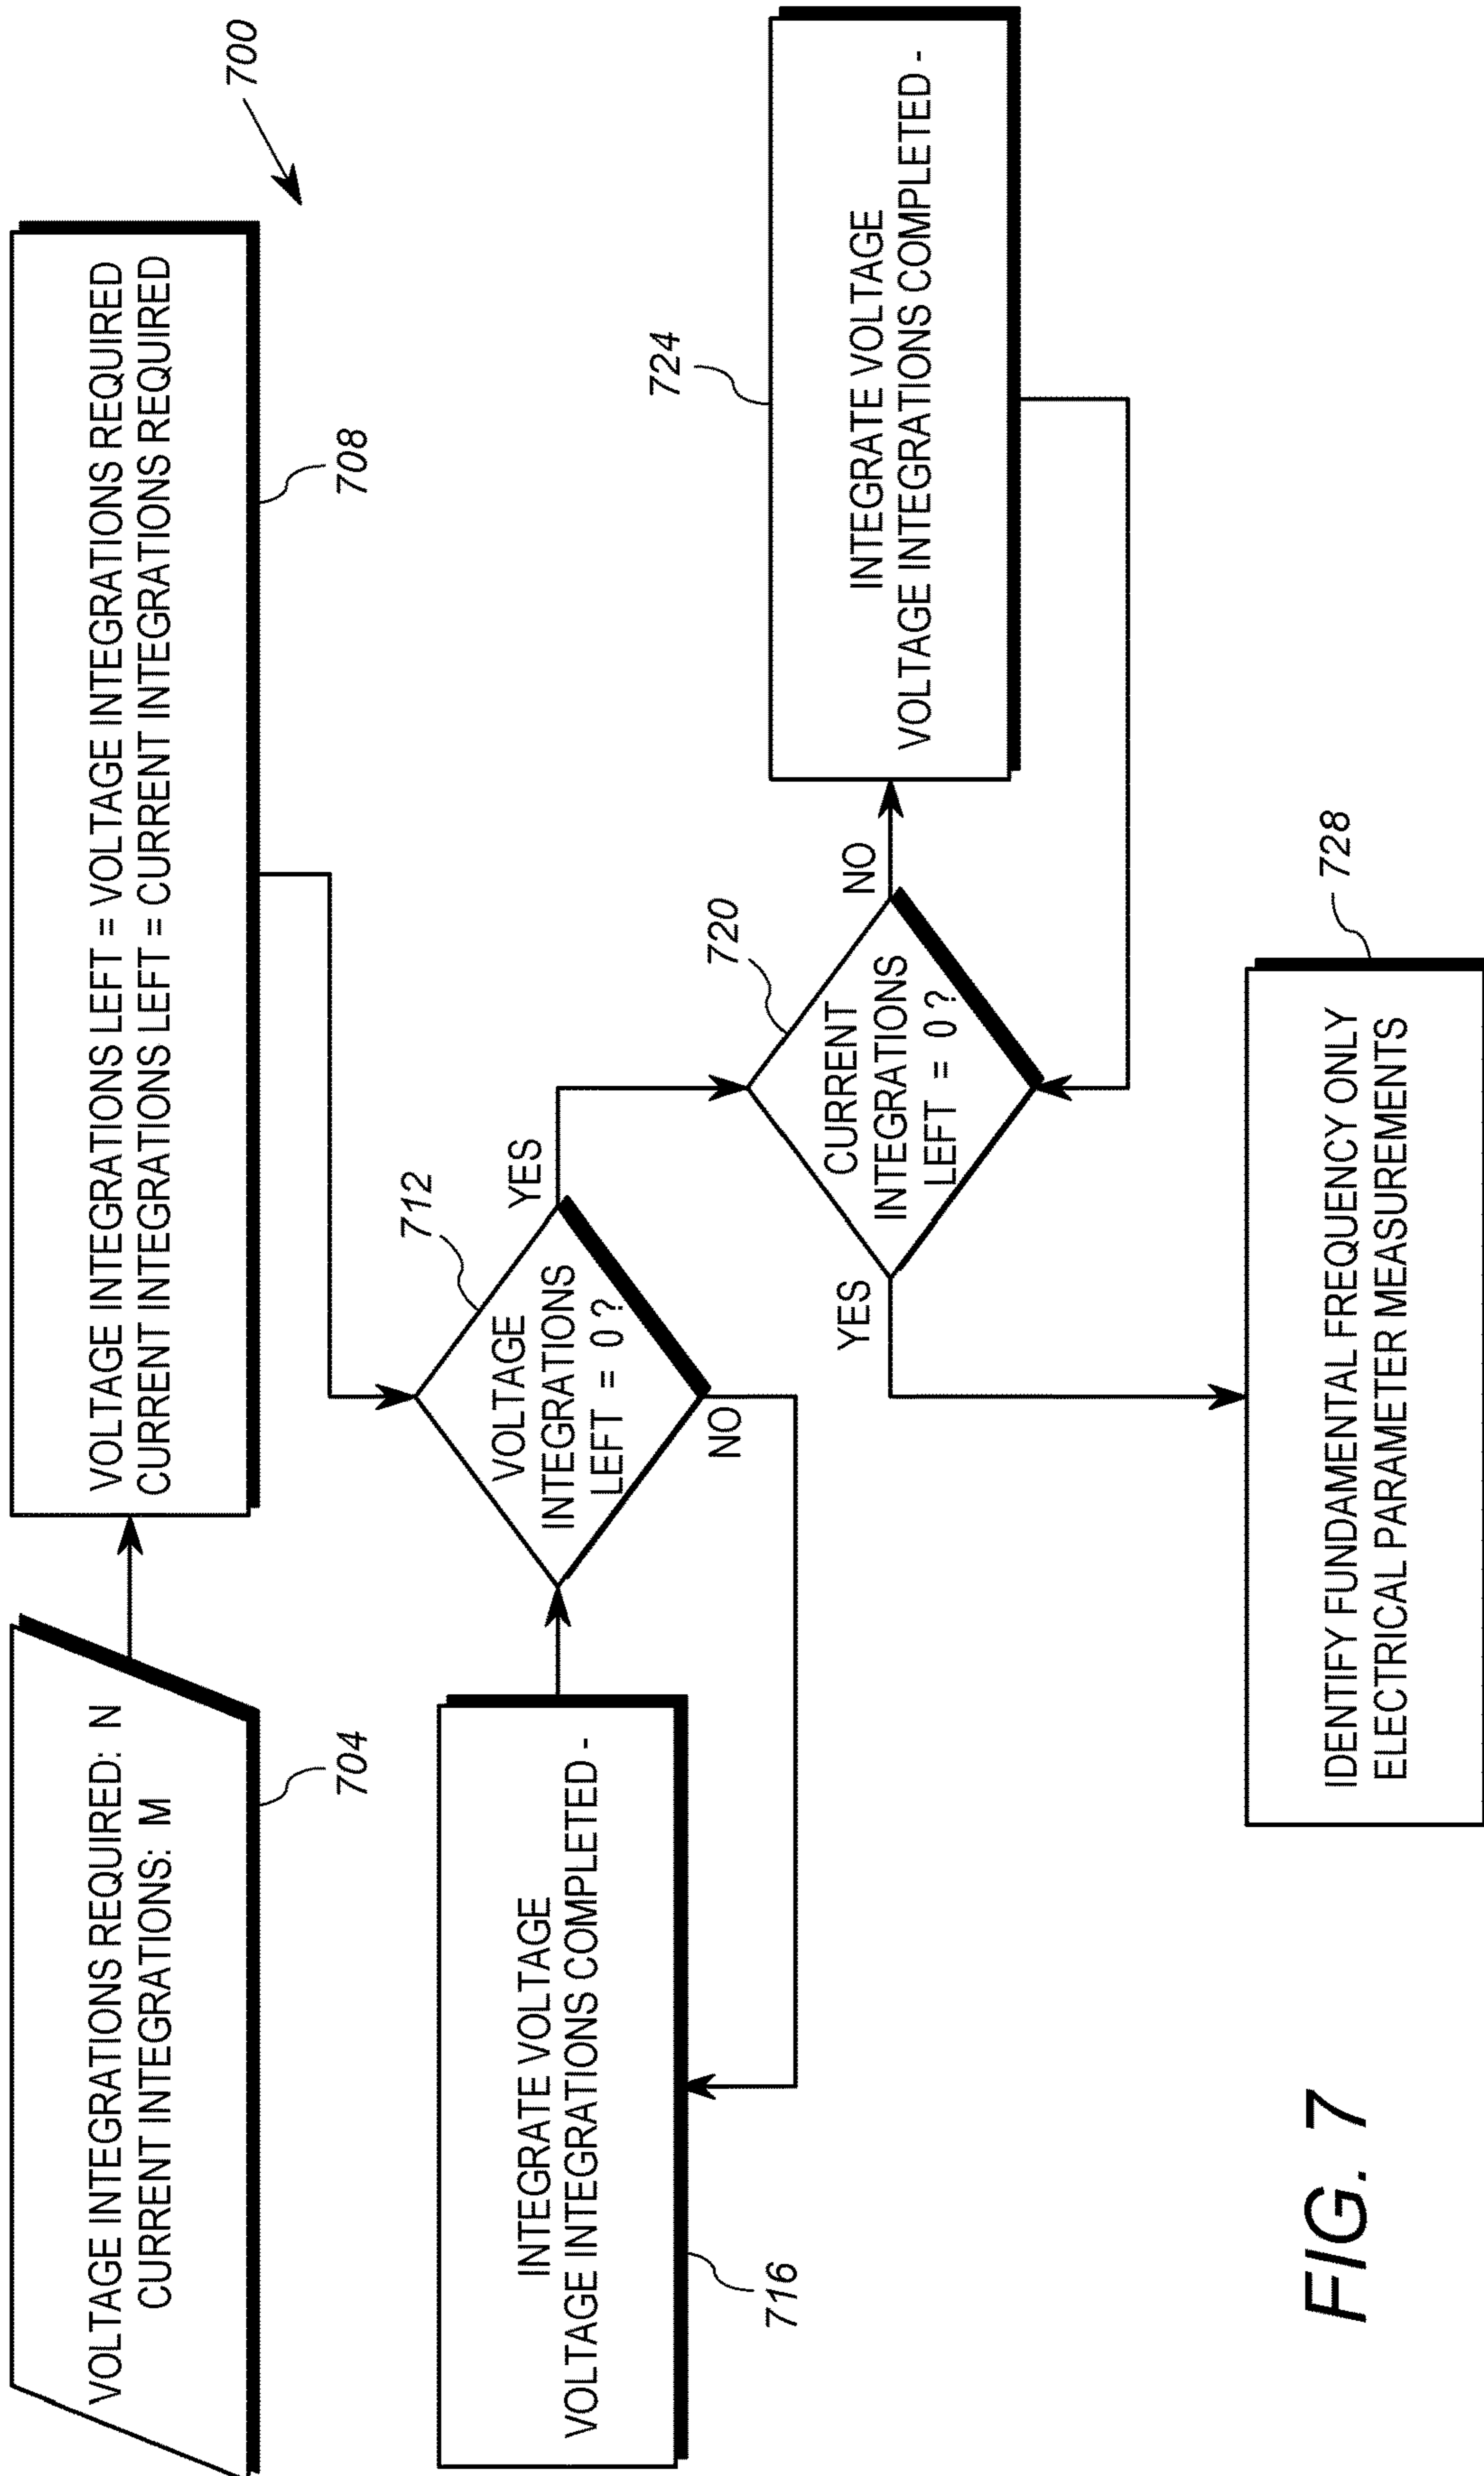 VOLTAGE INTEGRATIONS REQUIRED: N
CURRENT INTEGRATIONS: M
704
VOLTAGE INTEGRATIONS LEFT = VOLTAGE INTEGRATIONS REQUIRED
CURRENT INTEGRATIONS LEFT = CURRENT INTEGRATIONS REQUIRED
708
700
712
VOLTAGE
INTEGRATIONS
LEFT = 0 ?
YES
NO
INTEGRATE VOLTAGE
VOLTAGE INTEGRATIONS COMPLETED -
716
720
CURRENT
INTEGRATIONS
LEFT = 0 ?
NO
YES
724
INTEGRATE VOLTAGE
VOLTAGE INTEGRATIONS COMPLETED -
728
IDENTIFY FUNDAMENTAL FREQUENCY ONLY
ELECTRICAL PARAMETER MEASUREMENTS
FIG. 7